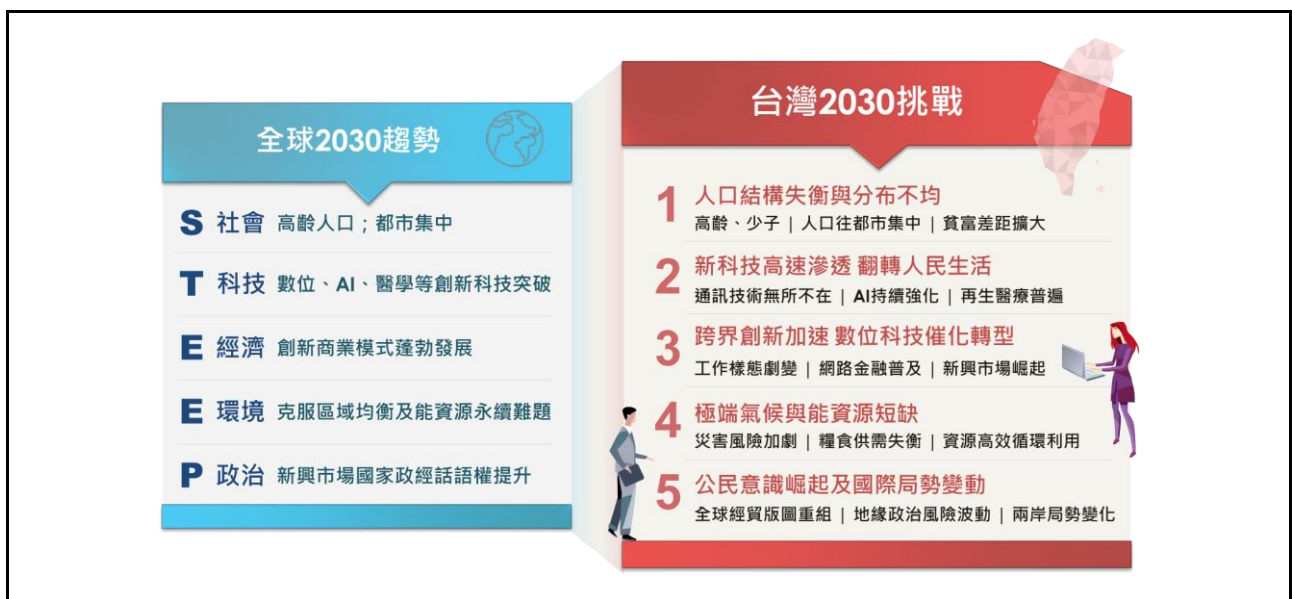 全球2030趨勢
S 社會 高齡人口；都市集中
T 科技 數位、AI、醫學等創新科技突破
E 經濟 創新商業模式蓬勃發展
E 環境 克服區域均衡及能資源永續難題
P 政治 新興市場國家政經話語權提升
台灣2030挑戰
1 人口結構失衡與分布不均
高齡、少子 | 人口往都市集中 | 貧富差距擴大
2 新科技高速滲透 翻轉人民生活
通訊技術無所不在 | AI持續強化 | 再生醫療普遍
3 跨界創新加速 數位科技催化轉型
工作樣態劇變 | 網路金融普及 | 新興市場崛起
4 極端氣候與能資源短缺
災害風險加劇 | 糧食供需失衡 | 資源高效循環利用
5 公民意識崛起及國際局勢變動
全球經貿版圖重組 | 地緣政治風險波動 | 兩岸局勢變化